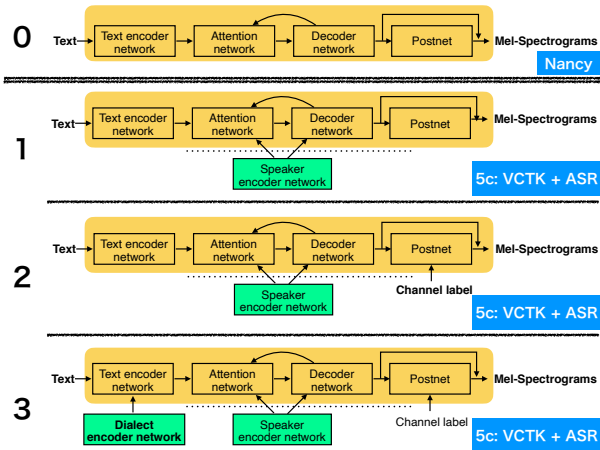 0
Text
Text encoder
network
Attention
network
Decoder
network
Postnet
Mel-Spectrograms
Nancy
1
Text
Text encoder
network
Attention
network
Decoder
network
Postnet
Mel-Spectrograms
Speaker
encoder network
5c: VCTK + ASR
2
Text
Text encoder
network
Attention
network
Decoder
network
Postnet
Mel-Spectrograms
Speaker
encoder network
Channel label
5c: VCTK + ASR
3
Text
Text encoder
network
Attention
network
Decoder
network
Postnet
Mel-Spectrograms
Dialect
encoder network
Speaker
encoder network
Channel label
5c: VCTK + ASR